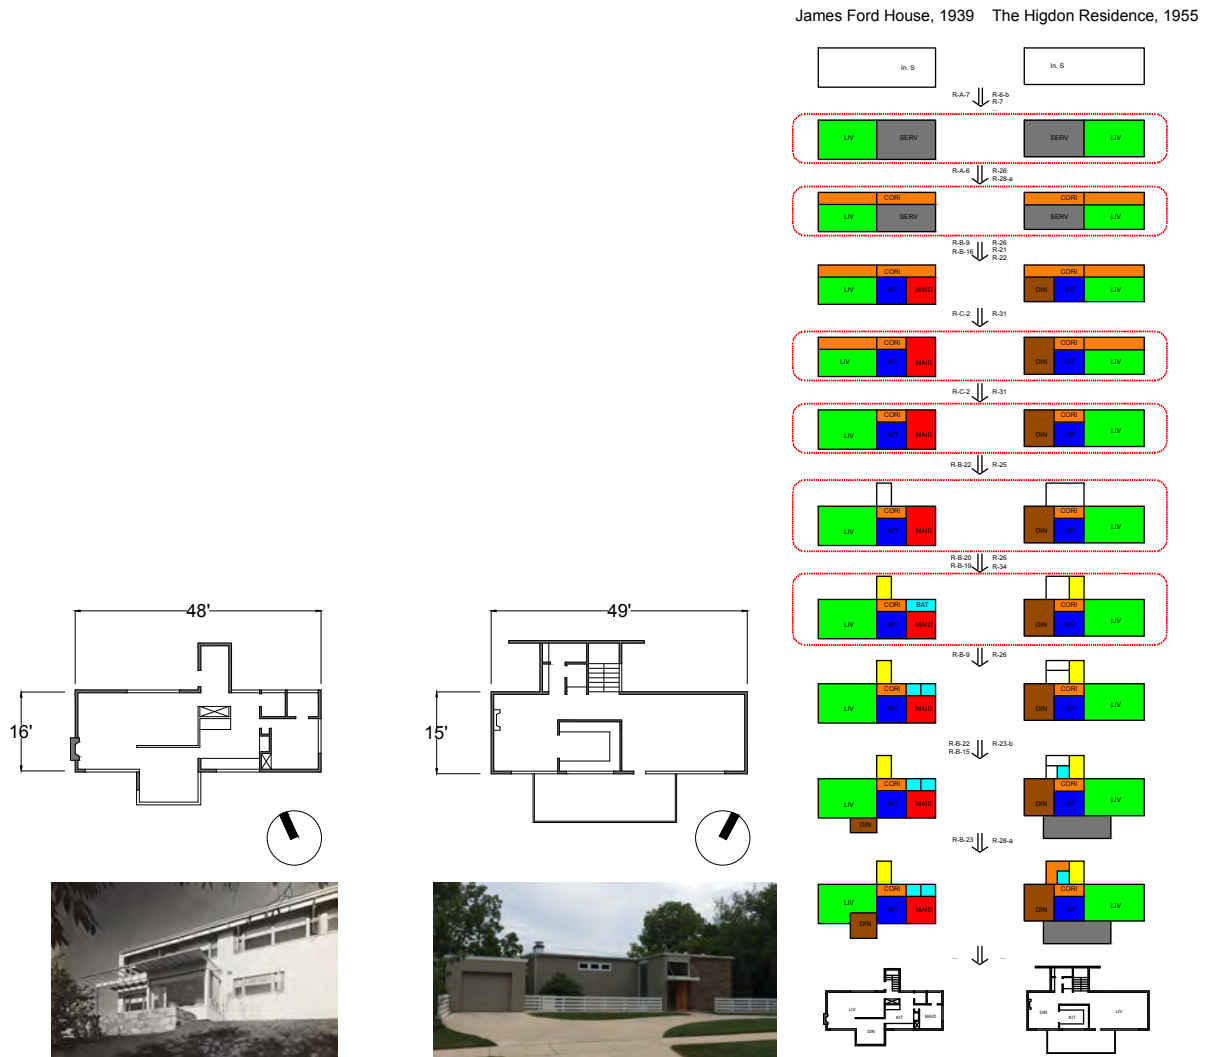 James Ford House, 1939 The Higdon Residence, 1955
In. S In. S
R-A-7 R-6-b
R-7
...
LIV SERV SERV LIV
R-A-6 R-26
R-28-a
CORI CORI
LIV SERV SERV LIV
R-B-9 R-26
R-B-16 R-21
R-22
CORI CORI
LIV KIT MAID DIN KIT LIV
R-C-2 R-31
CORI CORI
LIV KIT MAID DIN KIT LIV
R-C-2 R-31
CORI CORI
LIV KIT MAID DIN KIT LIV
R-B-22 R-25
CORI CORI
LIV KIT MAID DIN KIT LIV
R-B-20 R-26
R-B-19 R-34
CORI BAT CORI
LIV KIT MAID DIN KIT LIV
R-B-9 R-26
CORI CORI
LIV KIT MAID DIN KIT LIV
R-B-22 R-23-b
R-B-15
CORI CORI
LIV KIT MAID DIN KIT LIV
DIN
R-B-23 R-28-a
CORI CORI
LIV KIT MAID DIN KIT LIV
DIN
... ...
LIV KIT MAID DIN KIT LIV
DIN
48' 49'
16' 15'